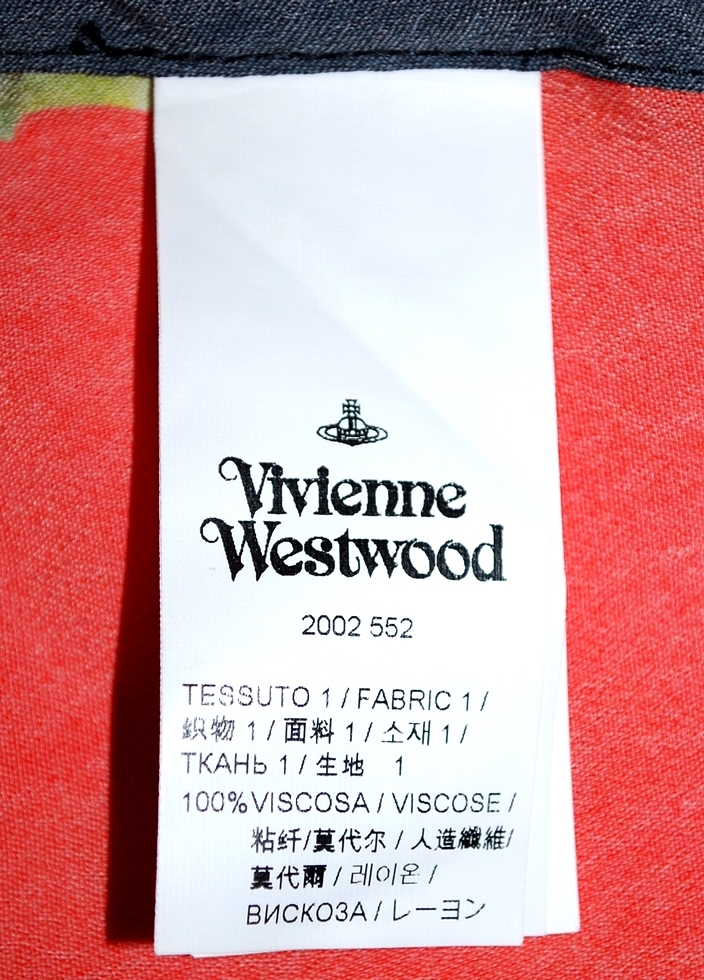 Vivienne
Westwood
2002 552
TESSUTO 1 / FABRIC 1 /
織物 1 / 面料 1 / 소재 1 /
ТКАНЬ 1 / 生地 1
100% VISCOSA / VISCOSE /
粘纤/莫代尔 / 人造纖維/
莫代爾 / 레이온 /
ВИСКОЗА / レーヨン